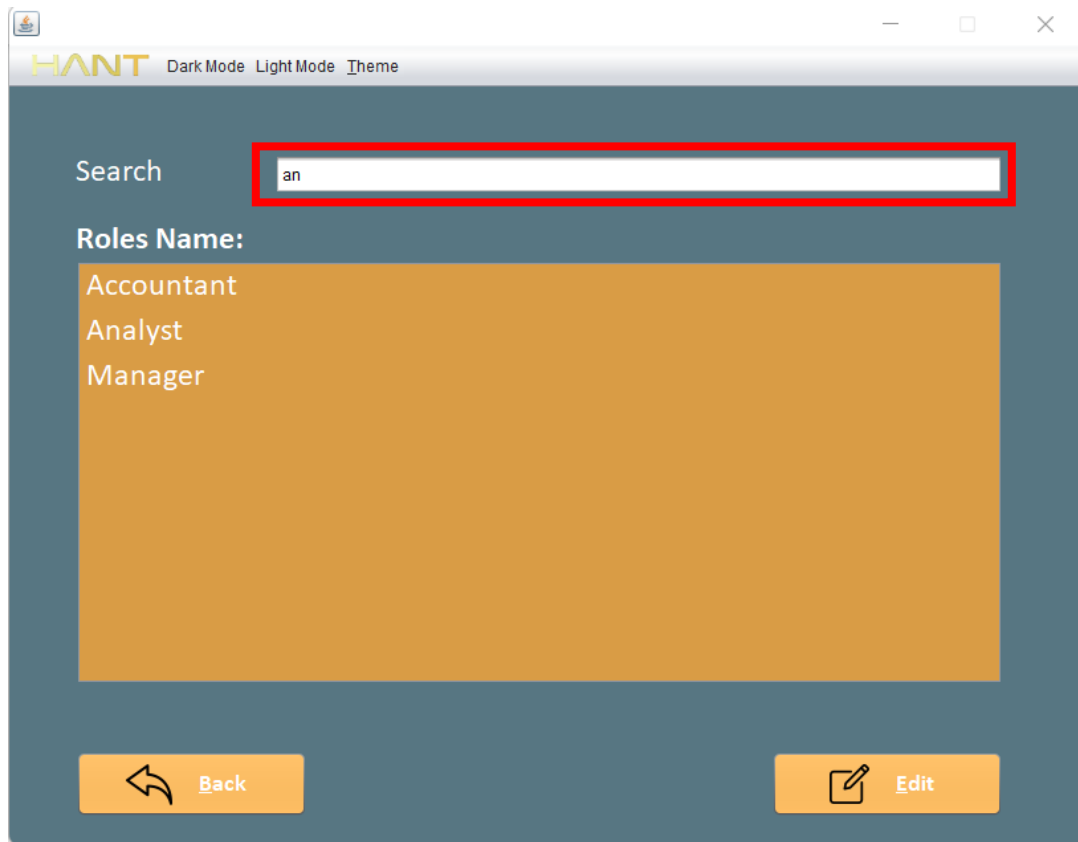 HANT Dark Mode Light Mode Theme
Search an
Roles Name:
Accountant
Analyst
Manager
Back Edit